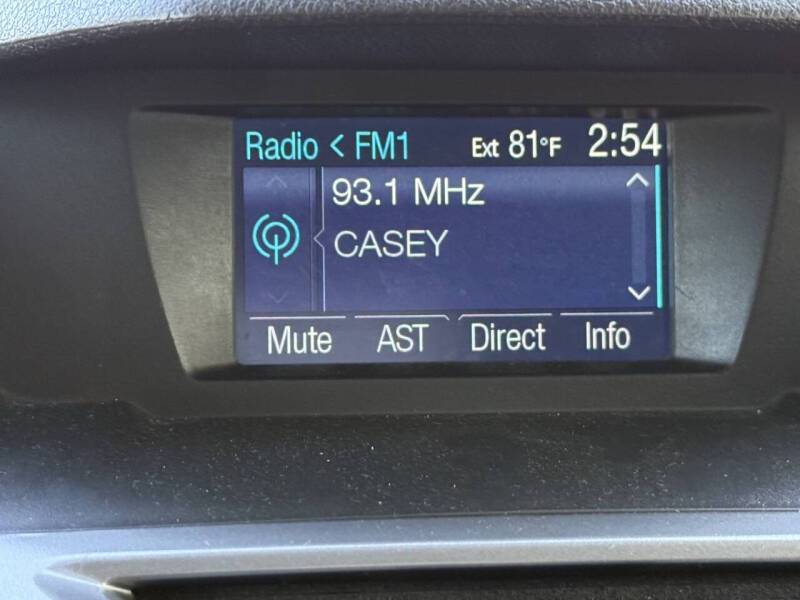 Radio < FM1 Ext 81°F 2:54
93.1 MHz
CASEY
Mute AST Direct Info